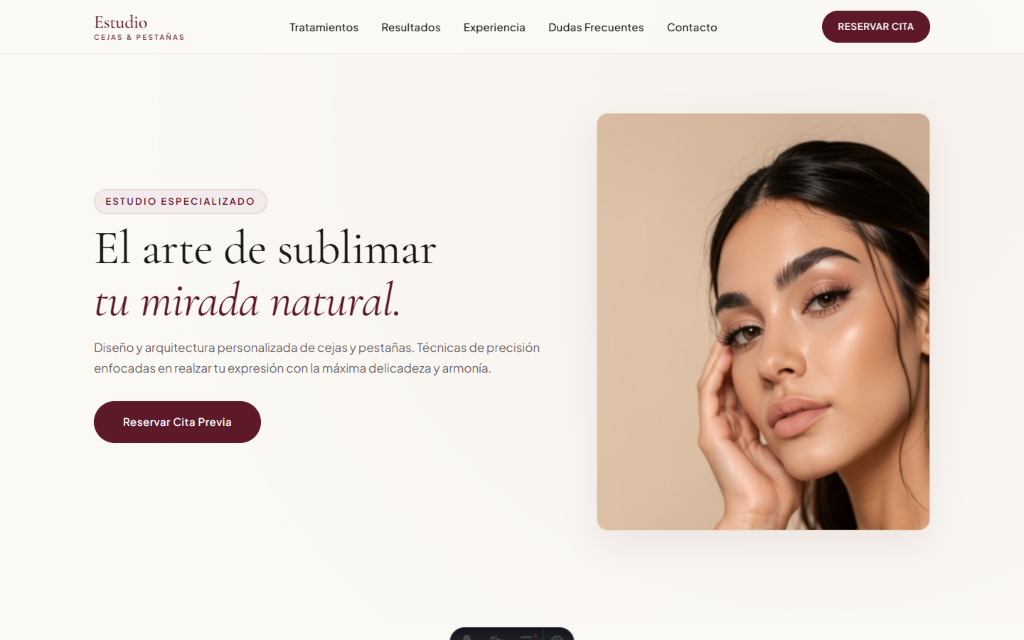 Estudio
CEJAS & PESTAÑAS
Tratamientos
Resultados
Experiencia
Dudas Frecuentes
Contacto
RESERVAR CITA
ESTUDIO ESPECIALIZADO
El arte de sublimar
tu mirada natural.
Diseño y arquitectura personalizada de cejas y pestañas. Técnicas de precisión
enfocadas en realzar tu expresión con la máxima delicadeza y armonía.
Reservar Cita Previa